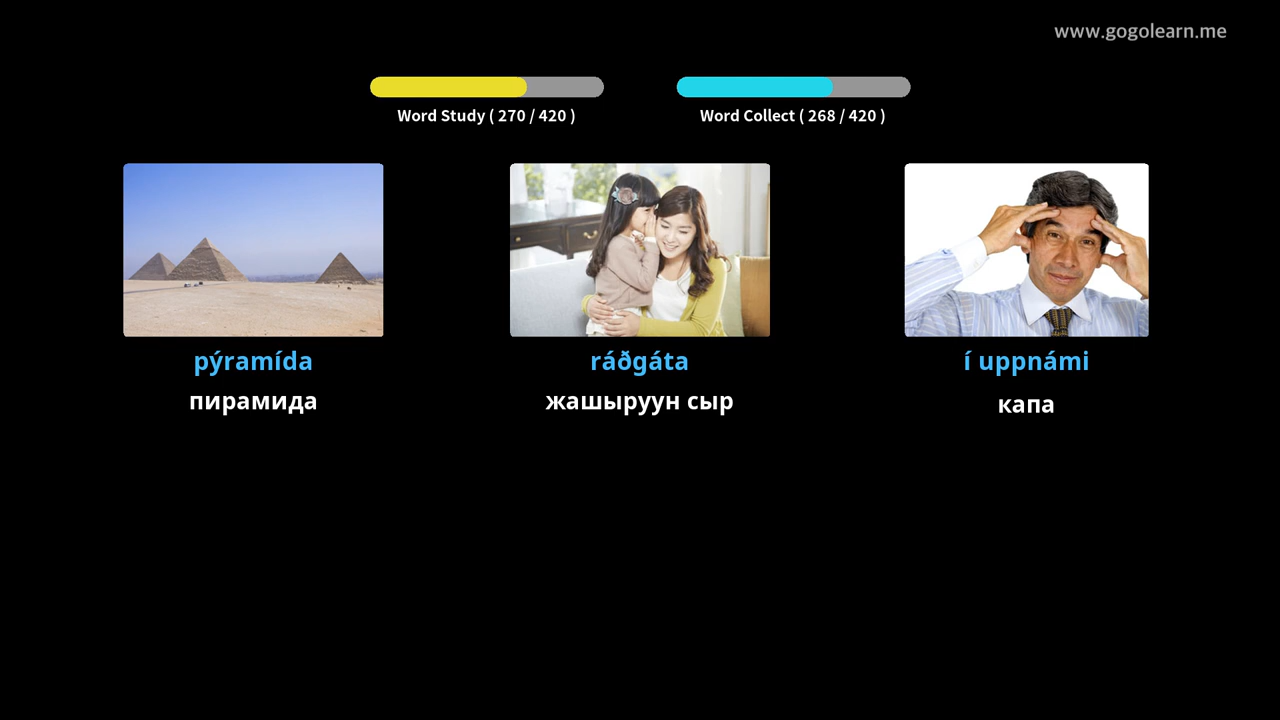 www.gogolearn.me
Word Study ( 270 / 420 )
Word Collect ( 268 / 420 )
pýramída
пирамида
ráðgáta
жашыруун сыр
í uppnámi
капа